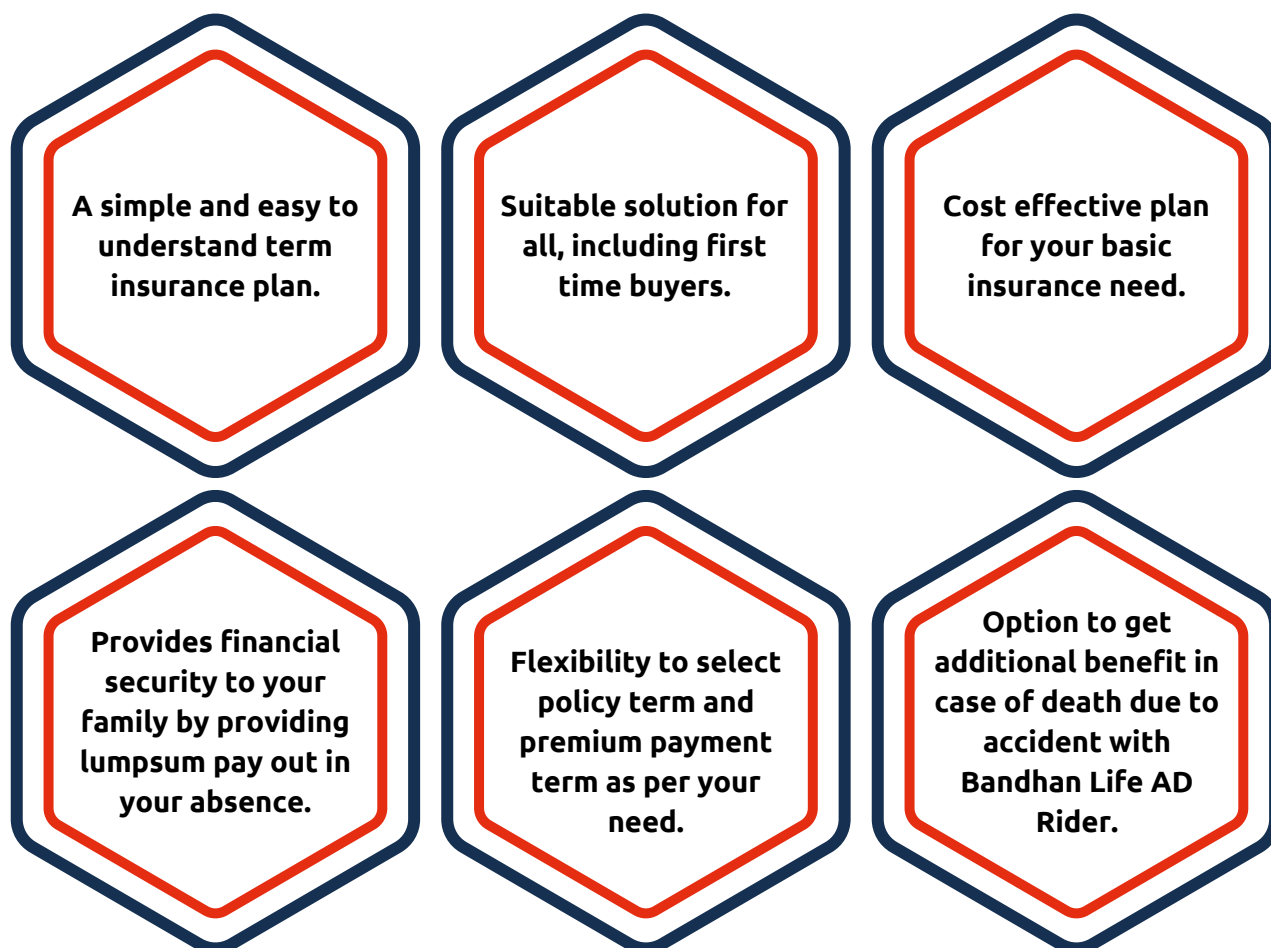 A simple and easy to
understand term
insurance plan.
Suitable solution for
all, including first
time buyers.
Cost effective plan
for your basic
insurance need.
Provides financial
security to your
family by providing
lumpsum pay out in
your absence.
Flexibility to select
policy term and
premium payment
term as per your
need.
Option to get
additional benefit in
case of death due to
accident with
Bandhan Life AD
Rider.